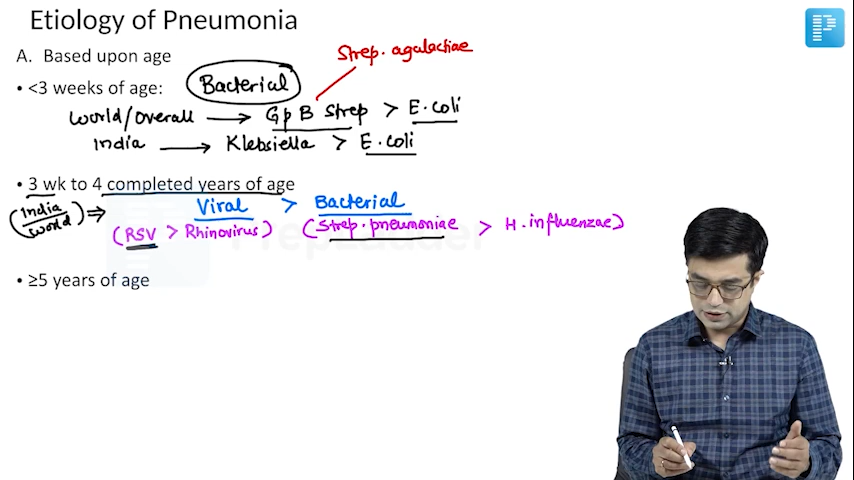 Etiology of Pneumonia
A. Based upon age
Strep. agalactiae
• <3 weeks of age: Bacterial
World/Overall → Gp B Strep > E.coli
India → Klebsiella > E.coli
• 3 wk to 4 completed years of age
(India/World) ⇒ Viral > Bacterial
(RSV > Rhinovirus) (Strep. pneumoniae > H. influenzae)
• ≥5 years of age